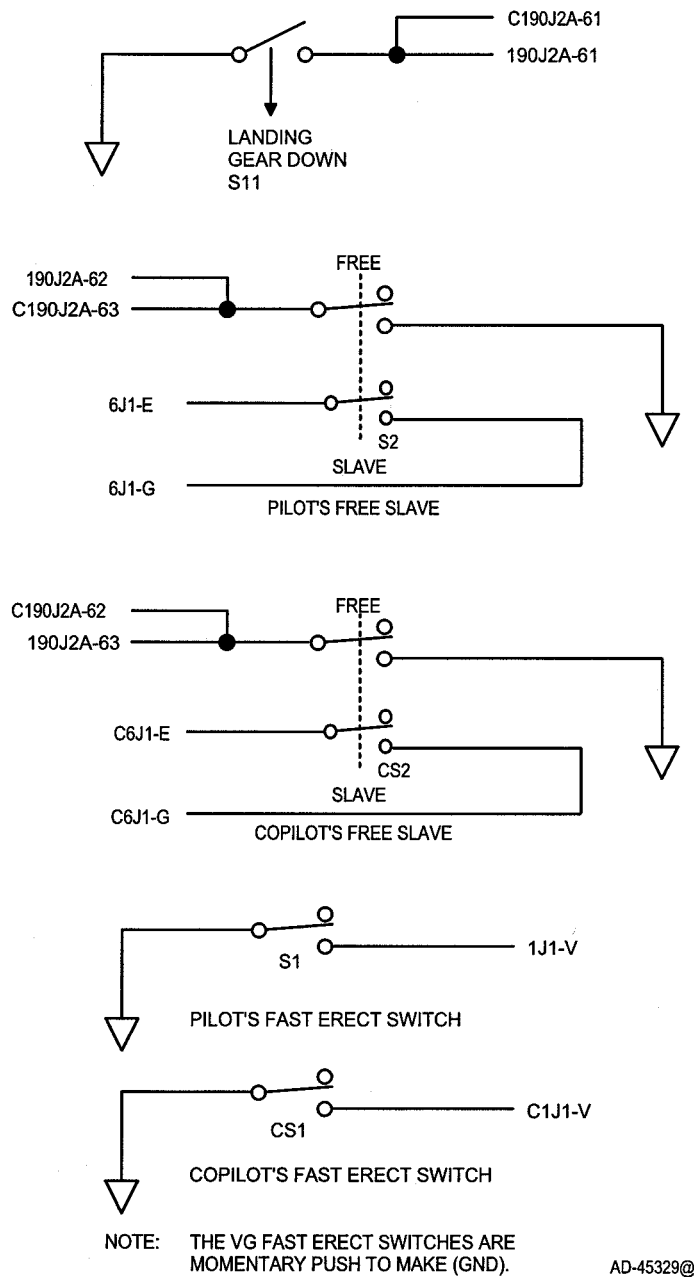 C190J2A-61
190J2A-61
LANDING
GEAR DOWN
S11
FREE
190J2A-62
C190J2A-63
6J1-E
S2
SLAVE
6J1-G
PILOT'S FREE SLAVE
FREE
C190J2A-62
190J2A-63
C6J1-E
CS2
SLAVE
C6J1-G
COPILOT'S FREE SLAVE
S1
1J1-V
PILOT'S FAST ERECT SWITCH
CS1
C1J1-V
COPILOT'S FAST ERECT SWITCH
NOTE: THE VG FAST ERECT SWITCHES ARE
MOMENTARY PUSH TO MAKE (GND).
AD-45329@